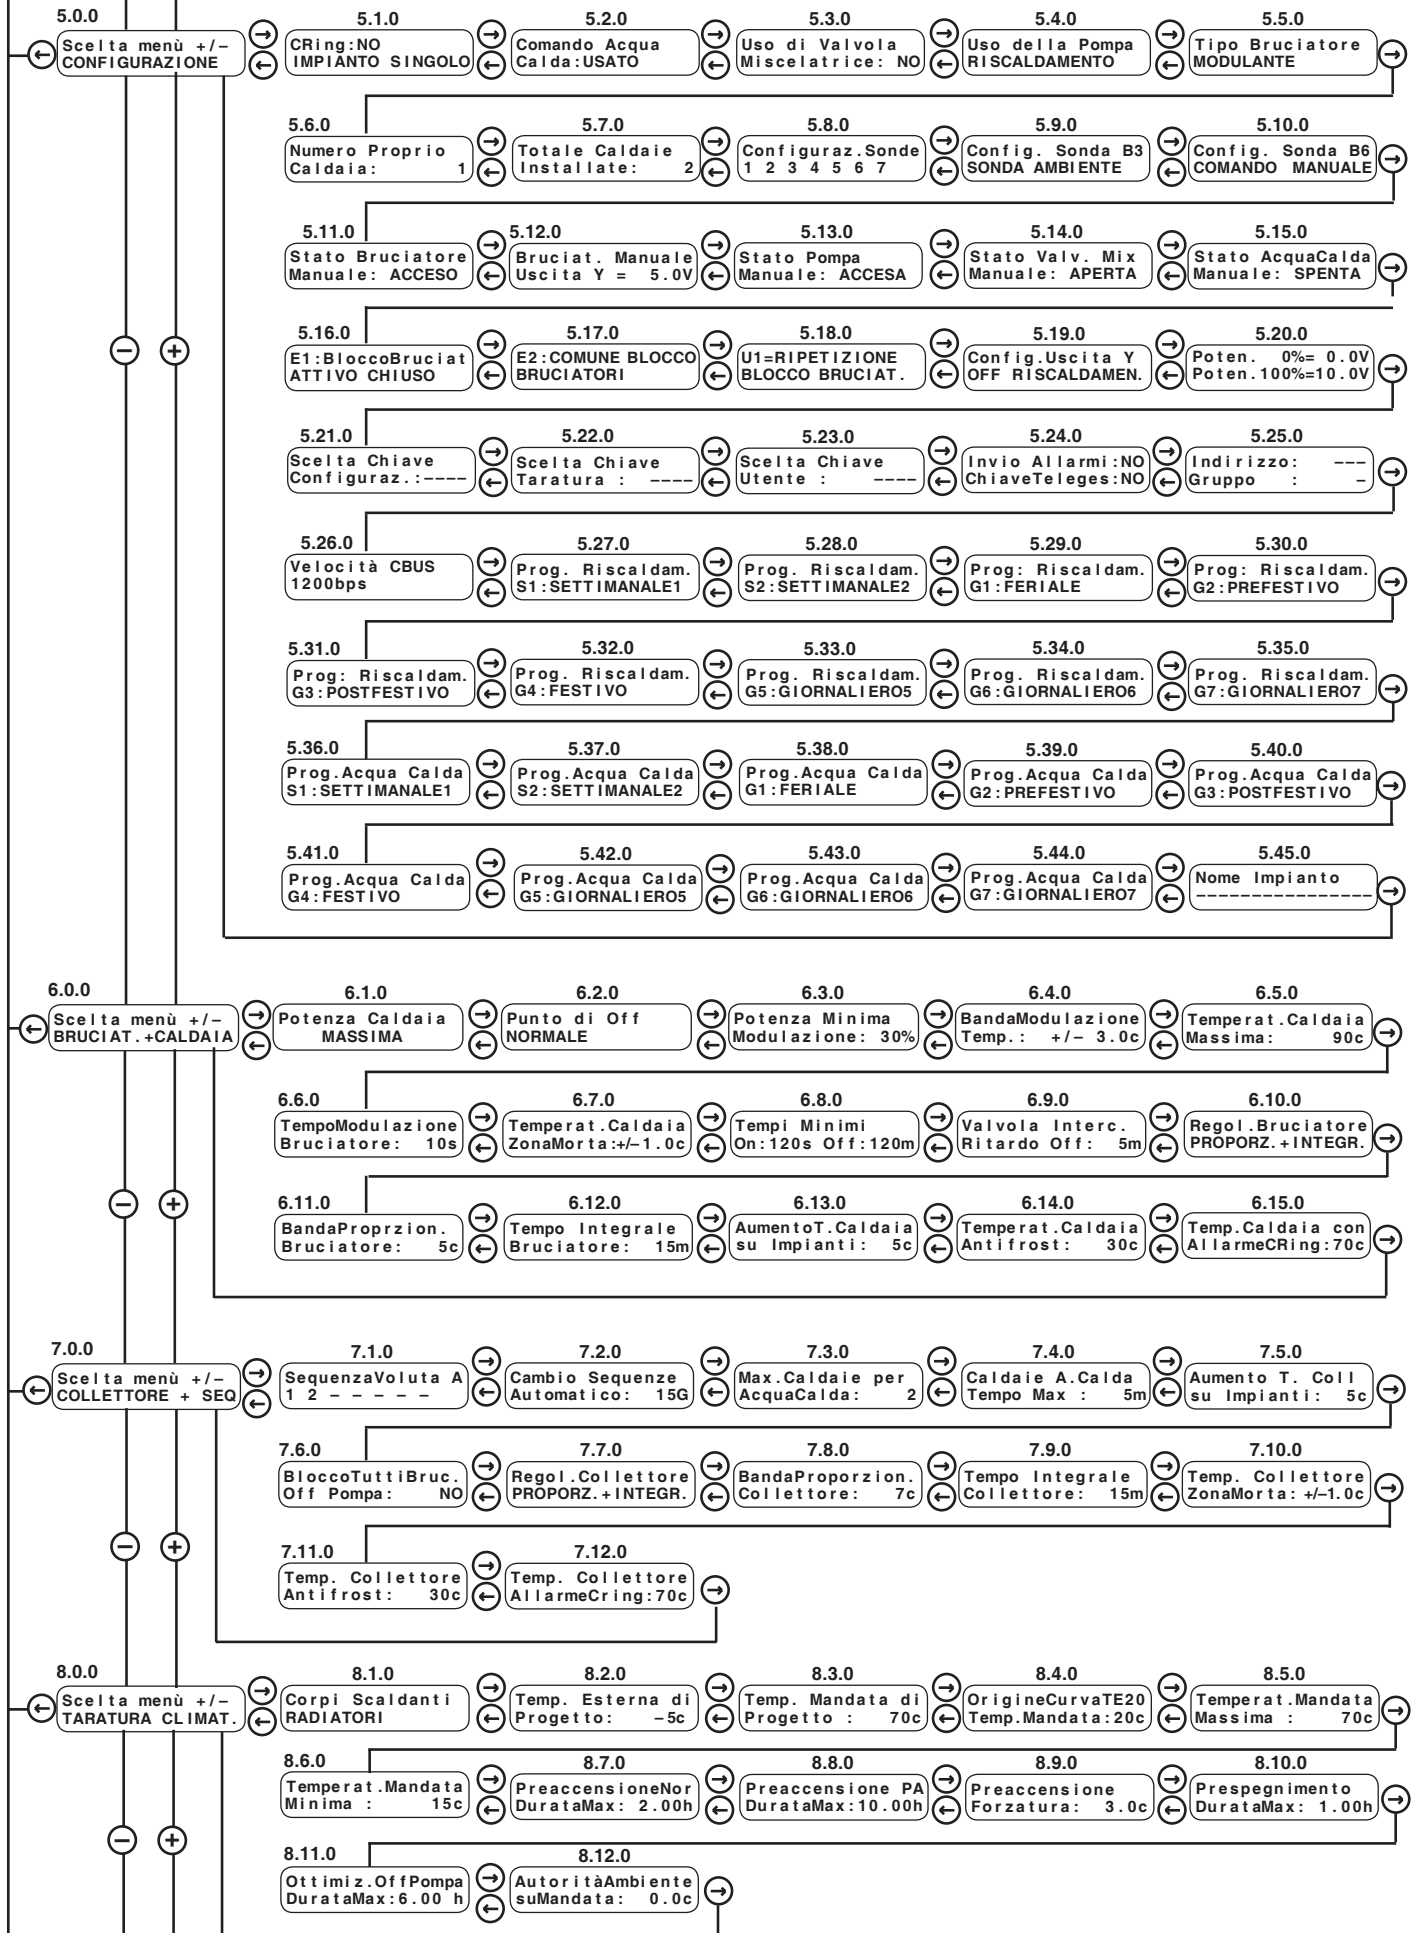 5.0.0
Scelta menù +/–
CONFIGURAZIONE
5.1.0
CRing:NO
IMPIANTO SINGOLO
5.2.0
Comando Acqua
Calda:USATO
5.3.0
Uso di Valvola
Miscelatrice: NO
5.4.0
Uso della Pompa
RISCALDAMENTO
5.5.0
Tipo Bruciatore
MODULANTE
5.6.0
Numero Proprio
Caldaia: 1
5.7.0
Totale Caldaie
Installate: 2
5.8.0
Configuraz.Sonde
1 2 3 4 5 6 7
5.9.0
Config. Sonda B3
SONDA AMBIENTE
5.10.0
Config. Sonda B6
COMANDO MANUALE
5.11.0
Stato Bruciatore
Manuale: ACCESO
5.12.0
Bruciat. Manuale
Uscita Y = 5.0V
5.13.0
Stato Pompa
Manuale: ACCESA
5.14.0
Stato Valv. Mix
Manuale: APERTA
5.15.0
Stato AcquaCalda
Manuale: SPENTA
5.16.0
E1:BloccoBruciat
ATTIVO CHIUSO
5.17.0
E2:COMUNE BLOCCO
BRUCIATORI
5.18.0
U1=RIPETIZIONE
BLOCCO BRUCIAT.
5.19.0
Config.Uscita Y
OFF RISCALDAMEN.
5.20.0
Poten. 0%= 0.0V
Poten.100%=10.0V
5.21.0
Scelta Chiave
Configuraz.:––––
5.22.0
Scelta Chiave
Taratura : ––––
5.23.0
Scelta Chiave
Utente : ––––
5.24.0
Invio Allarmi:NO
ChiaveTeleges:NO
5.25.0
Indirizzo: –––
Gruppo : –
5.26.0
Velocità CBUS
1200bps
5.27.0
Prog. Riscaldam.
S1:SETTIMANALE1
5.28.0
Prog. Riscaldam.
S2:SETTIMANALE2
5.29.0
Prog: Riscaldam.
G1:FERIALE
5.30.0
Prog: Riscaldam.
G2:PREFESTIVO
5.31.0
Prog: Riscaldam.
G3:POSTFESTIVO
5.32.0
Prog. Riscaldam.
G4:FESTIVO
5.33.0
Prog. Riscaldam.
G5:GIORNALIERO5
5.34.0
Prog. Riscaldam.
G6:GIORNALIERO6
5.35.0
Prog. Riscaldam.
G7:GIORNALIERO7
5.36.0
Prog.Acqua Calda
S1:SETTIMANALE1
5.37.0
Prog.Acqua Calda
S2:SETTIMANALE2
5.38.0
Prog.Acqua Calda
G1:FERIALE
5.39.0
Prog.Acqua Calda
G2:PREFESTIVO
5.40.0
Prog.Acqua Calda
G3:POSTFESTIVO
5.41.0
Prog.Acqua Calda
G4:FESTIVO
5.42.0
Prog.Acqua Calda
G5:GIORNALIERO5
5.43.0
Prog.Acqua Calda
G6:GIORNALIERO6
5.44.0
Prog.Acqua Calda
G7:GIORNALIERO7
5.45.0
Nome Impianto
––––––––––––––––
6.0.0
Scelta menù +/–
BRUCIAT.+CALDAIA
6.1.0
Potenza Caldaia
MASSIMA
6.2.0
Punto di Off
NORMALE
6.3.0
Potenza Minima
Modulazione: 30%
6.4.0
BandaModulazione
Temp.: +/– 3.0c
6.5.0
Temperat.Caldaia
Massima: 90c
6.6.0
TempoModulazione
Bruciatore: 10s
6.7.0
Temperat.Caldaia
ZonaMorta:+/–1.0c
6.8.0
Tempi Minimi
On:120s Off:120m
6.9.0
Valvola Interc.
Ritardo Off: 5m
6.10.0
Regol.Bruciatore
PROPORZ.+INTEGR.
6.11.0
BandaProprzion.
Bruciatore: 5c
6.12.0
Tempo Integrale
Bruciatore: 15m
6.13.0
AumentoT.Caldaia
su Impianti: 5c
6.14.0
Temperat.Caldaia
Antifrost: 30c
6.15.0
Temp.Caldaia con
AllarmeCRing:70c
7.0.0
Scelta menù +/–
COLLETTORE + SEQ
7.1.0
SequenzaVoluta A
1 2 – – – – –
7.2.0
Cambio Sequenze
Automatico: 15G
7.3.0
Max.Caldaie per
AcquaCalda: 2
7.4.0
Caldaie A.Calda
Tempo Max : 5m
7.5.0
Aumento T. Coll
su Impianti: 5c
7.6.0
BloccoTuttiBruc.
Off Pompa: NO
7.7.0
Regol.Collettore
PROPORZ.+INTEGR.
7.8.0
BandaProporzion.
Collettore: 7c
7.9.0
Tempo Integrale
Collettore: 15m
7.10.0
Temp. Collettore
ZonaMorta: +/–1.0c
7.11.0
Temp. Collettore
Antifrost: 30c
7.12.0
Temp. Collettore
AllarmeCring:70c
8.0.0
Scelta menù +/–
TARATURA CLIMAT.
8.1.0
Corpi Scaldanti
RADIATORI
8.2.0
Temp. Esterna di
Progetto: –5c
8.3.0
Temp. Mandata di
Progetto : 70c
8.4.0
OrigineCurvaTE20
Temp.Mandata:20c
8.5.0
Temperat.Mandata
Massima : 70c
8.6.0
Temperat.Mandata
Minima : 15c
8.7.0
PreaccensioneNor
DurataMax: 2.00h
8.8.0
Preaccensione PA
DurataMax:10.00h
8.9.0
Preaccensione
Forzatura: 3.0c
8.10.0
Prespegnimento
DurataMax: 1.00h
8.11.0
Ottimiz.OffPompa
DurataMax:6.00 h
8.12.0
AutoritàAmbiente
suMandata: 0.0c